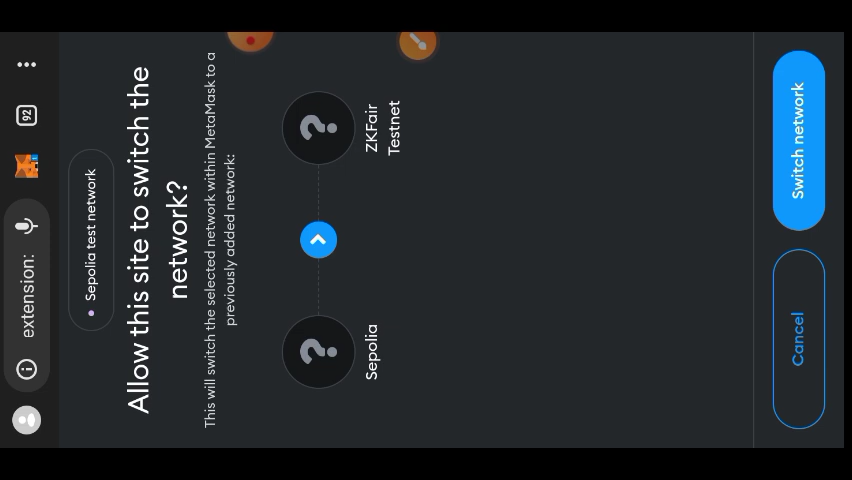 extension:
92
Sepolia test network
Allow this site to switch the
network?
This will switch the selected network within MetaMask to a
previously added network:
?
?
Sepolia
ZKFair
Testnet
Cancel
Switch network